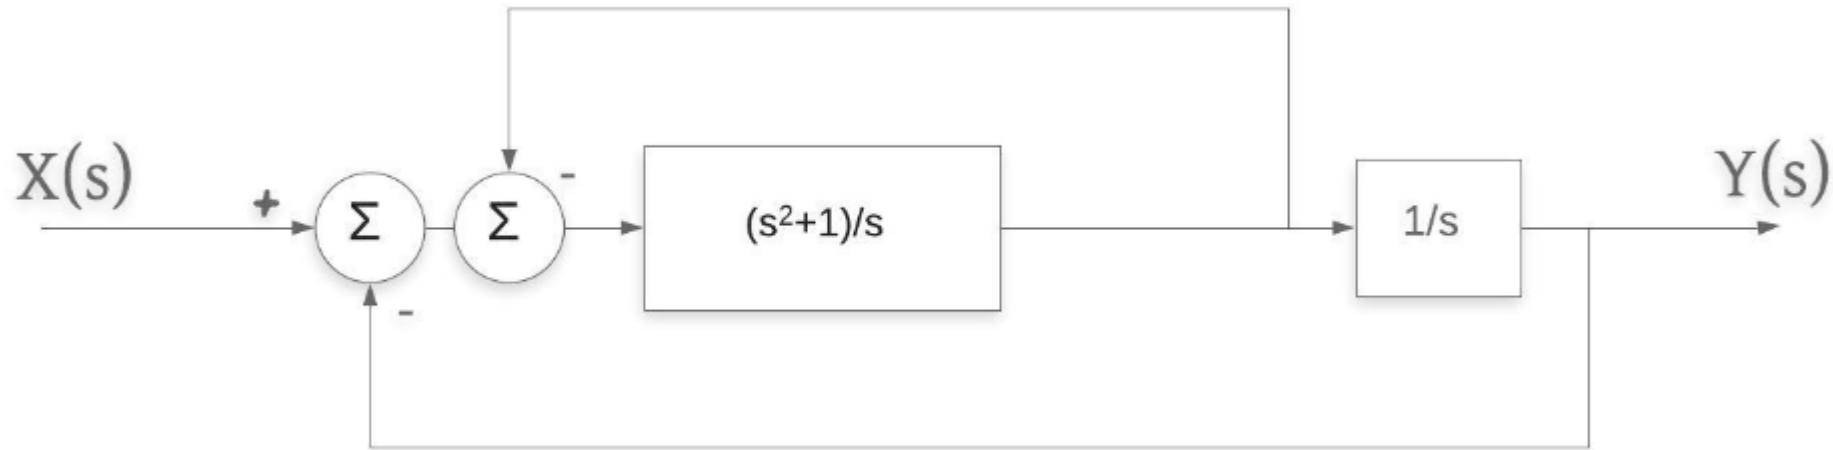 X(s)
+
Σ
-
Σ
-
(s²+1)/s
1/s
Y(s)